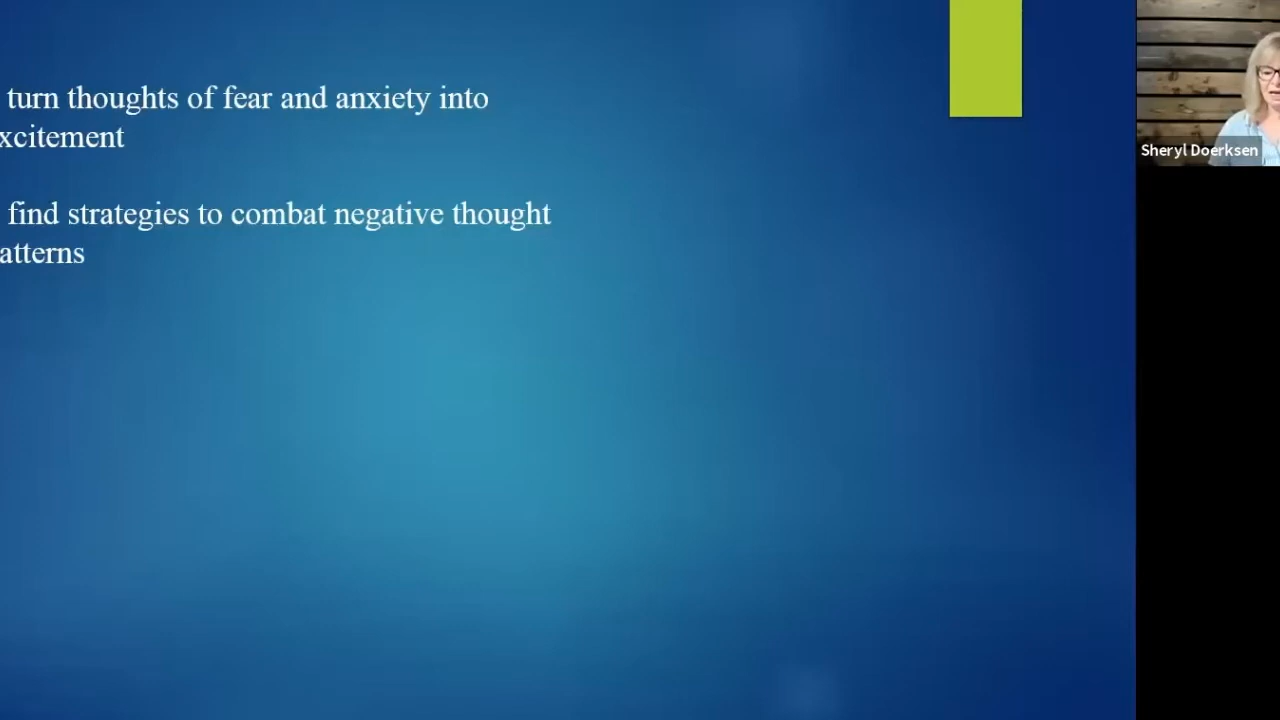 turn thoughts of fear and anxiety into
xcitement
find strategies to combat negative thought
atterns
Sheryl Doerksen